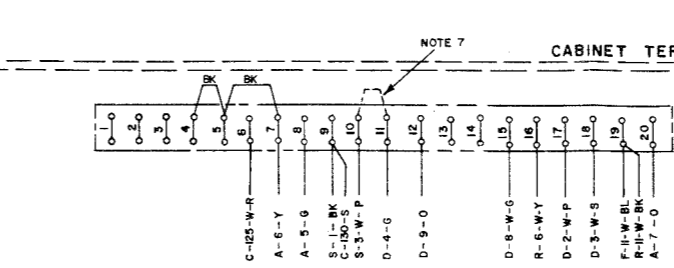 NOTE 7
CABINET TER
BK BK
1 2 3 4 5 6 7 8 9 10 11 12 13 14 15 16 17 18 19 20
C-125-W-R
A-6-Y
A-5-G
S-1-BK
C-130-S
S-3-W-P
D-4-G
D-9-O
D-8-W-G
R-6-W-Y
D-2-W-P
D-3-W-S
F-11-W-BL
R-11-W-BK
A-7-O